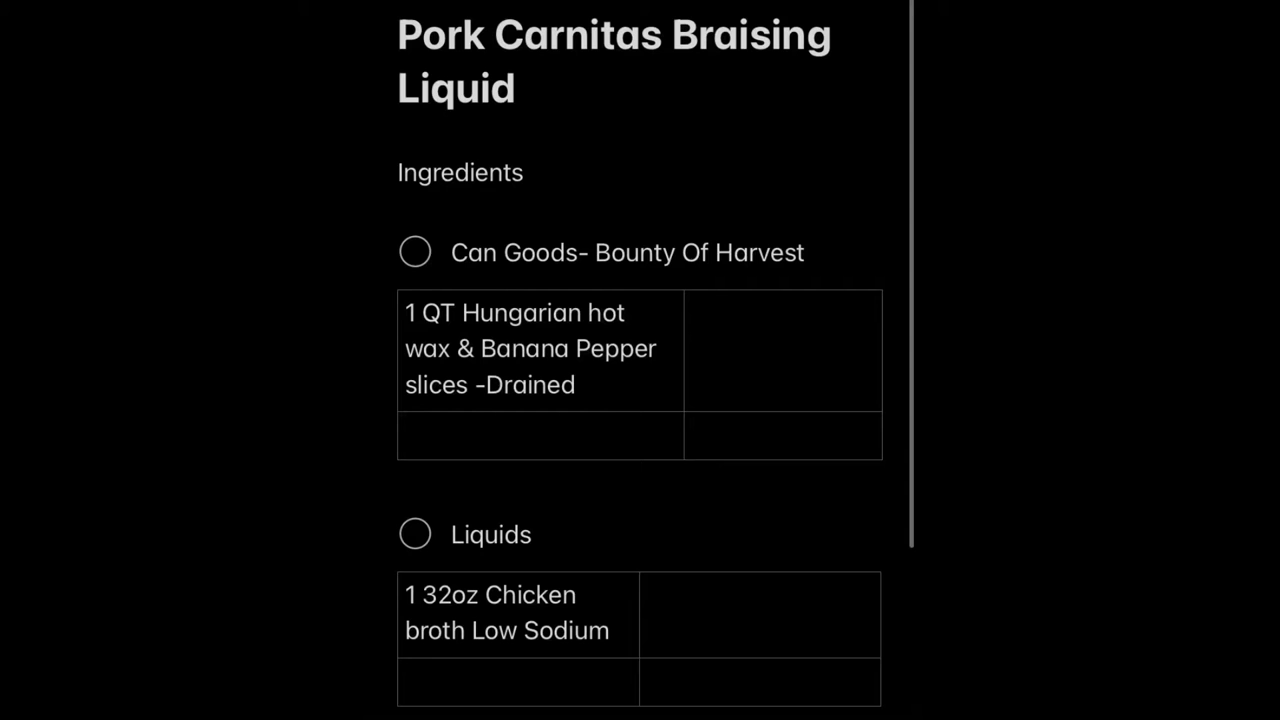 Pork Carnitas Braising
Liquid
Ingredients
Can Goods- Bounty Of Harvest
1 QT Hungarian hot
wax & Banana Pepper
slices -Drained
Liquids
1 32oz Chicken
broth Low Sodium